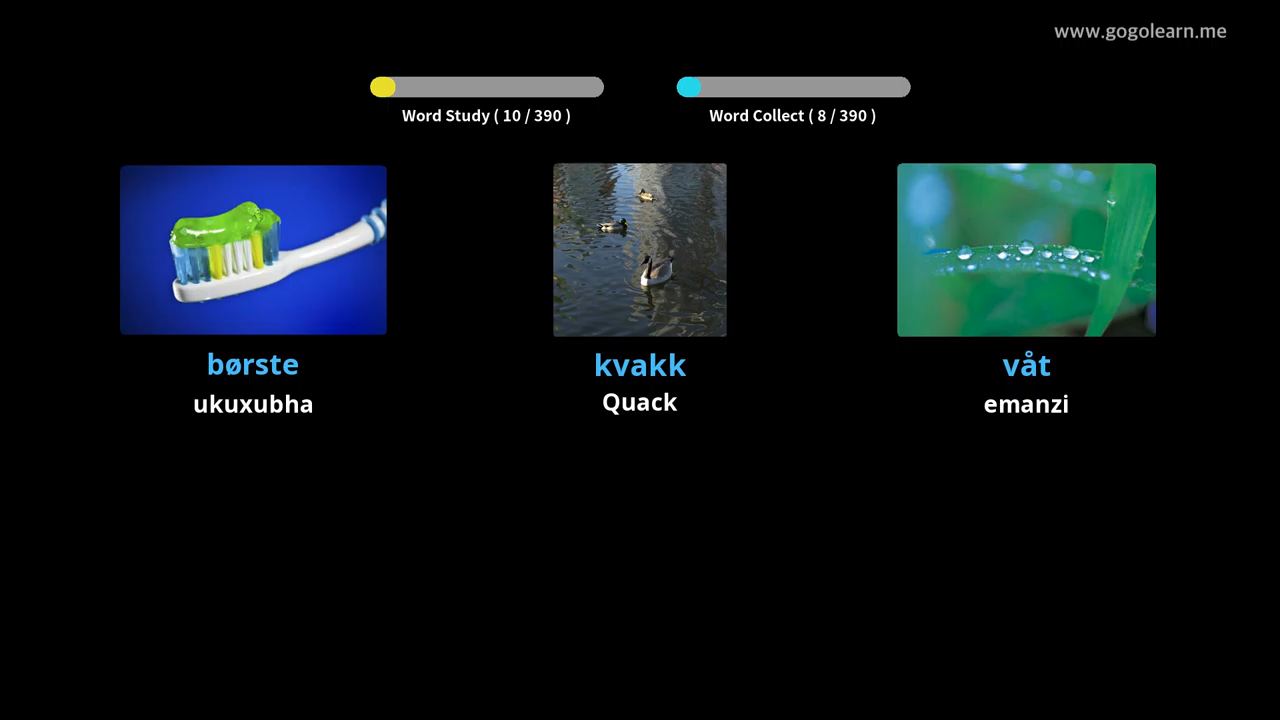 www.gogolearn.me
Word Study ( 10 / 390 )
Word Collect ( 8 / 390 )
børste
kvakk
våt
ukuxubha
Quack
emanzi